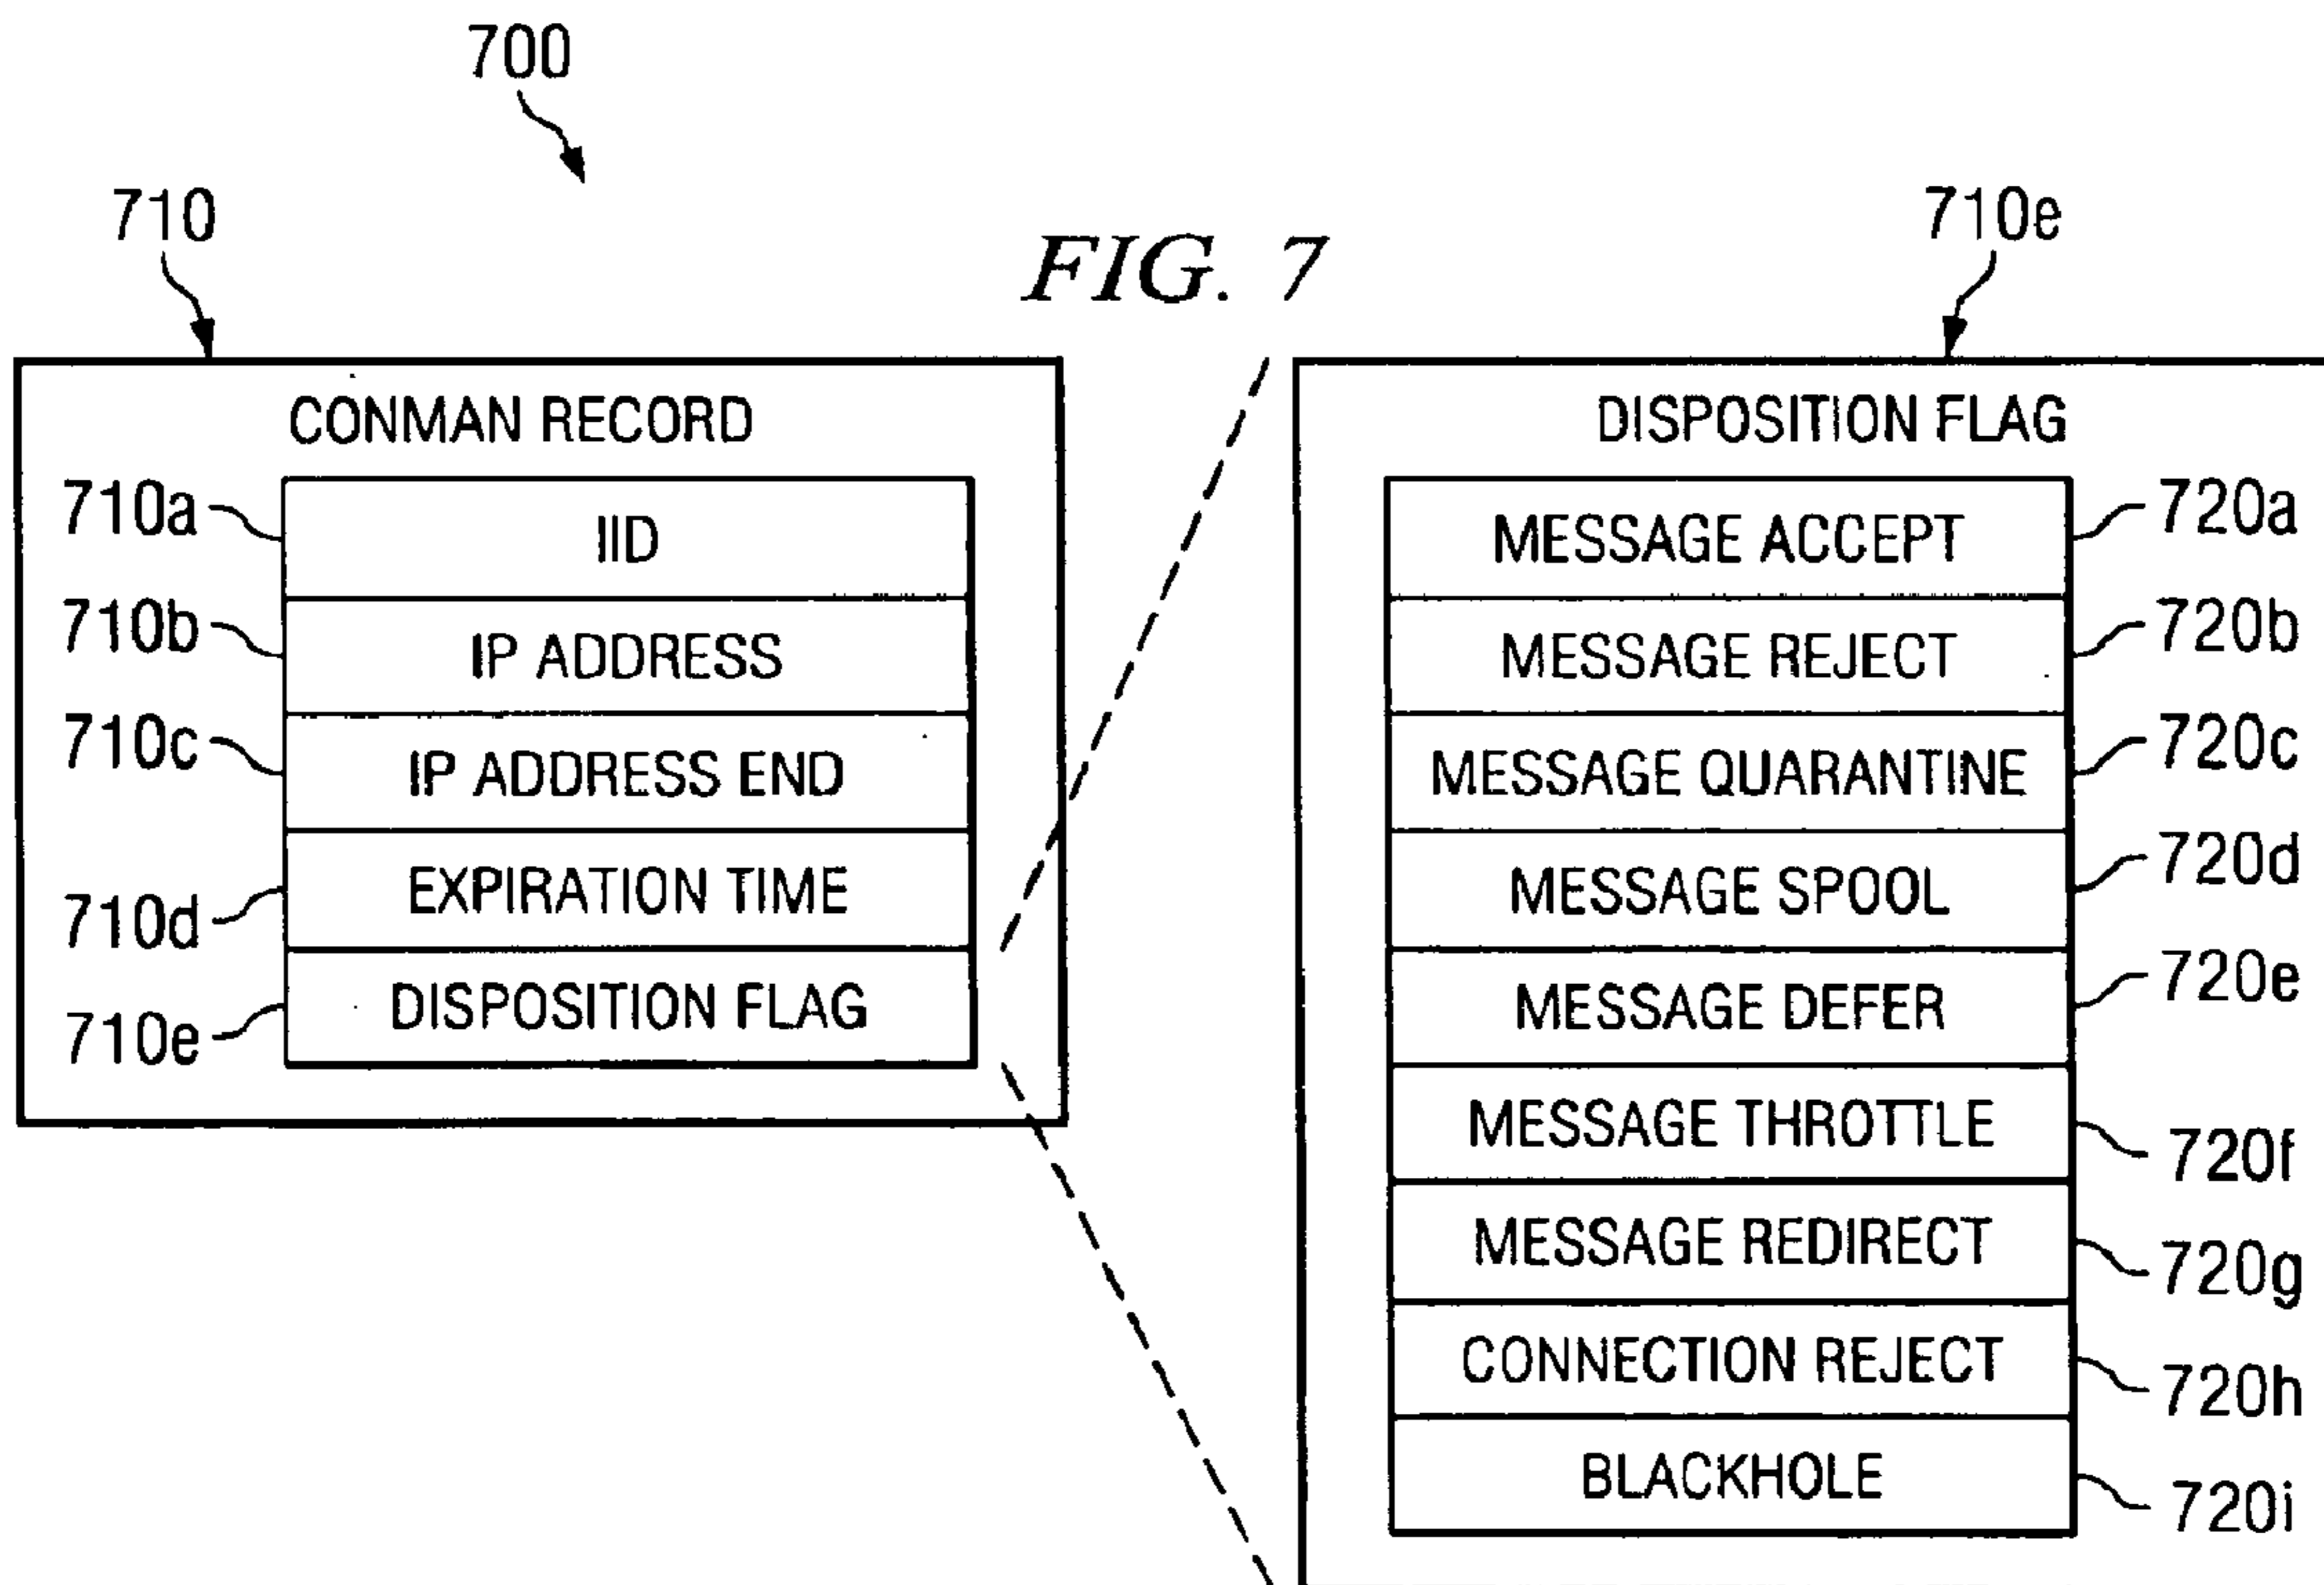 700
FIG. 7
710
CONMAN RECORD
710a IID
710b IP ADDRESS
710c IP ADDRESS END
710d EXPIRATION TIME
710e DISPOSITION FLAG
710e
DISPOSITION FLAG
MESSAGE ACCEPT 720a
MESSAGE REJECT 720b
MESSAGE QUARANTINE 720c
MESSAGE SPOOL 720d
MESSAGE DEFER 720e
MESSAGE THROTTLE 720f
MESSAGE REDIRECT 720g
CONNECTION REJECT 720h
BLACKHOLE 720i